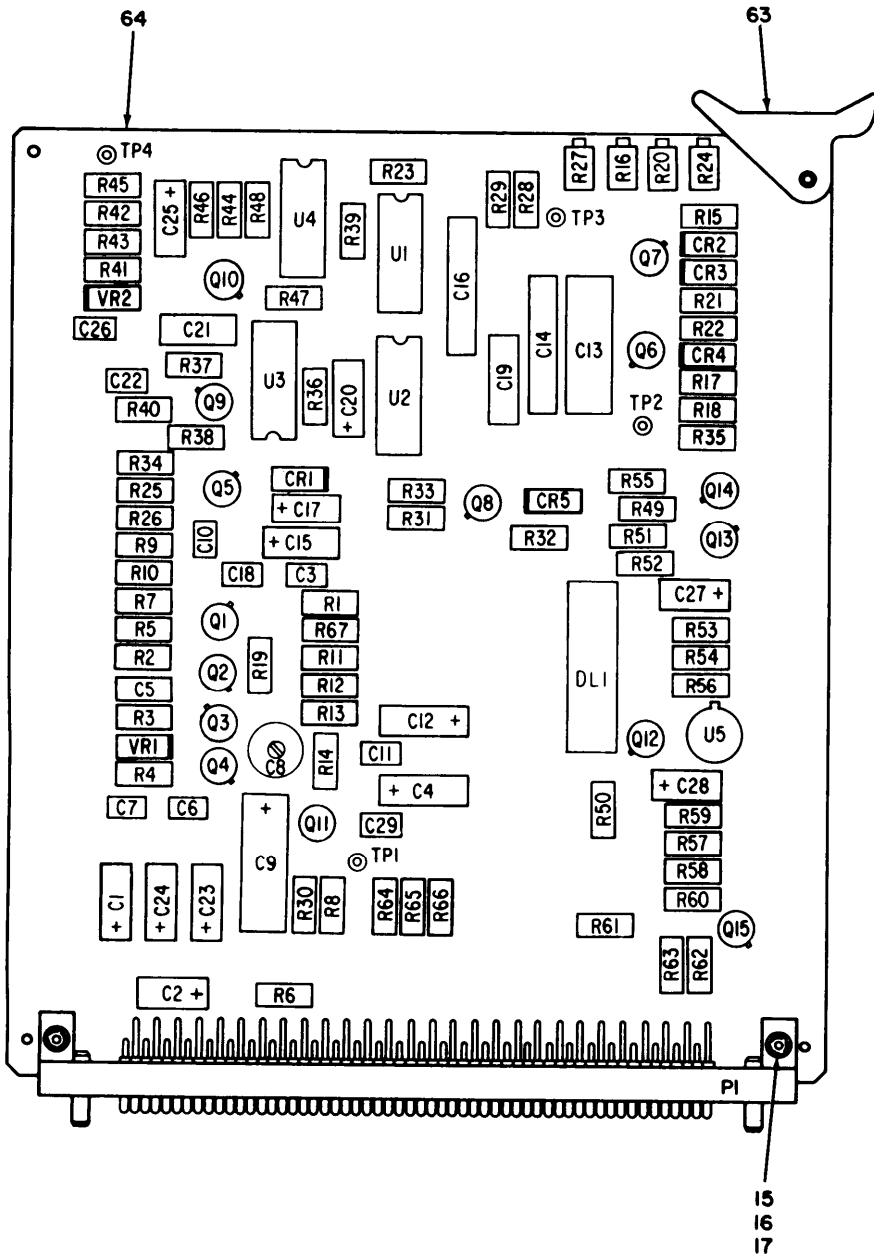 64
63
TP4
R45
R42
R43
R41
VR2
C26
C25 +
R46
R44
R48
U4
R39
R23
U1
R29
R28
TP3
R27
R16
R20
R24
R15
CR2
CR3
R21
R22
CR4
R17
R18
R35
Q7
Q6
TP2
Q10
R47
C16
C14
C13
C19
C21
R37
U3
R36
+ C20
U2
C22
R40
Q9
R38
R34
R25
R26
R9
R10
R7
R5
R2
C5
R3
VR1
R4
Q5
CR1
+ C17
+ C15
C10
C18
C3
R33
R31
Q8
CR5
R32
R55
R49
R51
R52
Q14
Q13
C27 +
R53
R54
R56
R1
R67
R11
R12
R13
Q1
Q2
Q3
Q4
R19
C8
R14
C12 +
C11
+ C4
C29
DL1
Q12
U5
R50
+ C28
R59
R57
R58
R60
C7
C6
+
C9
Q11
TP1
+ C1
+ C24
+ C23
R30
R8
R64
R65
R66
R61
Q15
R63
R62
C2 +
R6
P1
15
16
17